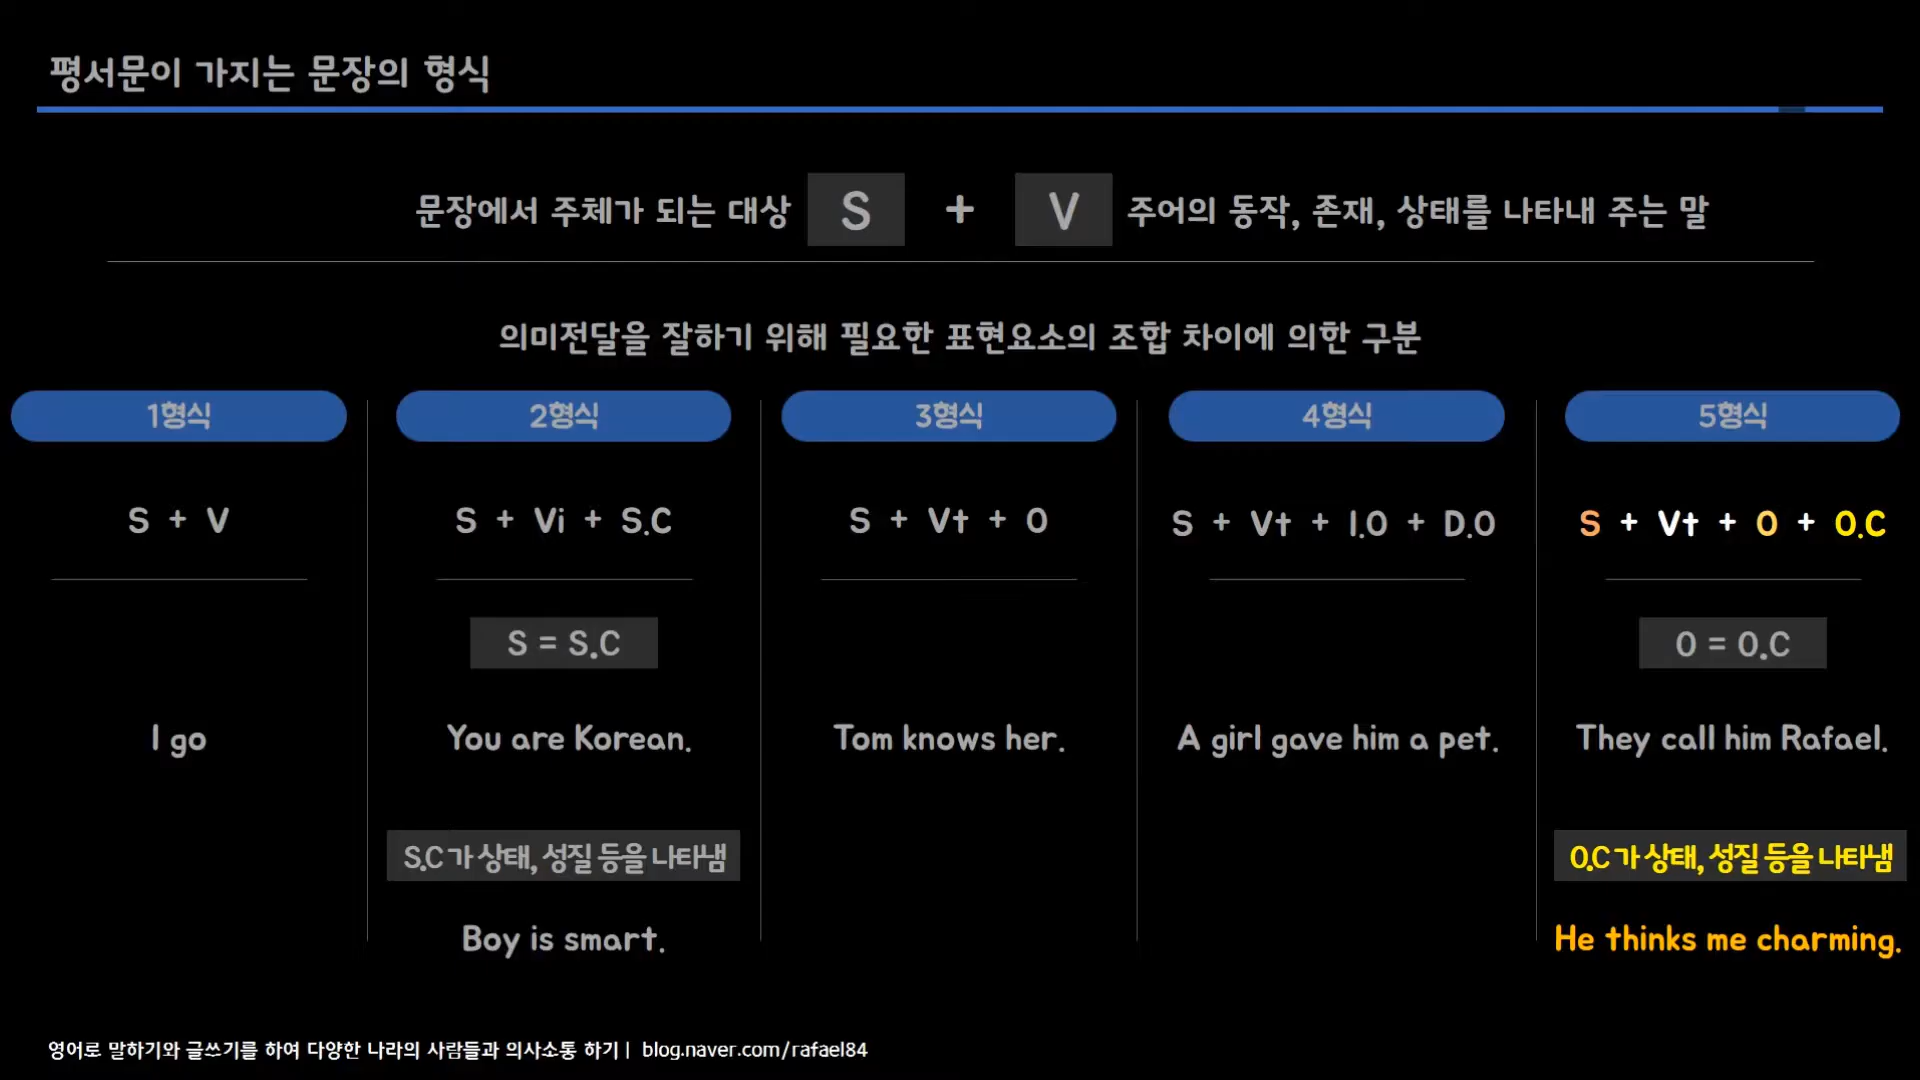 평서문이 가지는 문장의 형식
문장에서 주체가 되는 대상 S + V 주어의 동작, 존재, 상태를 나타내 주는 말
의미전달을 잘하기 위해 필요한 표현요소의 조합 차이에 의한 구분
1형식
S + V
I go
2형식
S + Vi + S.C
S = S.C
You are Korean.
S.C가 상태, 성질 등을 나타냄
Boy is smart.
3형식
S + Vt + O
Tom knows her.
4형식
S + Vt + I.O + D.O
A girl gave him a pet.
5형식
S + Vt + O + O.C
O = O.C
They call him Rafael.
O.C가 상태, 성질 등을 나타냄
He thinks me charming.
영어로 말하기와 글쓰기를 하여 다양한 나라의 사람들과 의사소통 하기 | blog.naver.com/rafael84